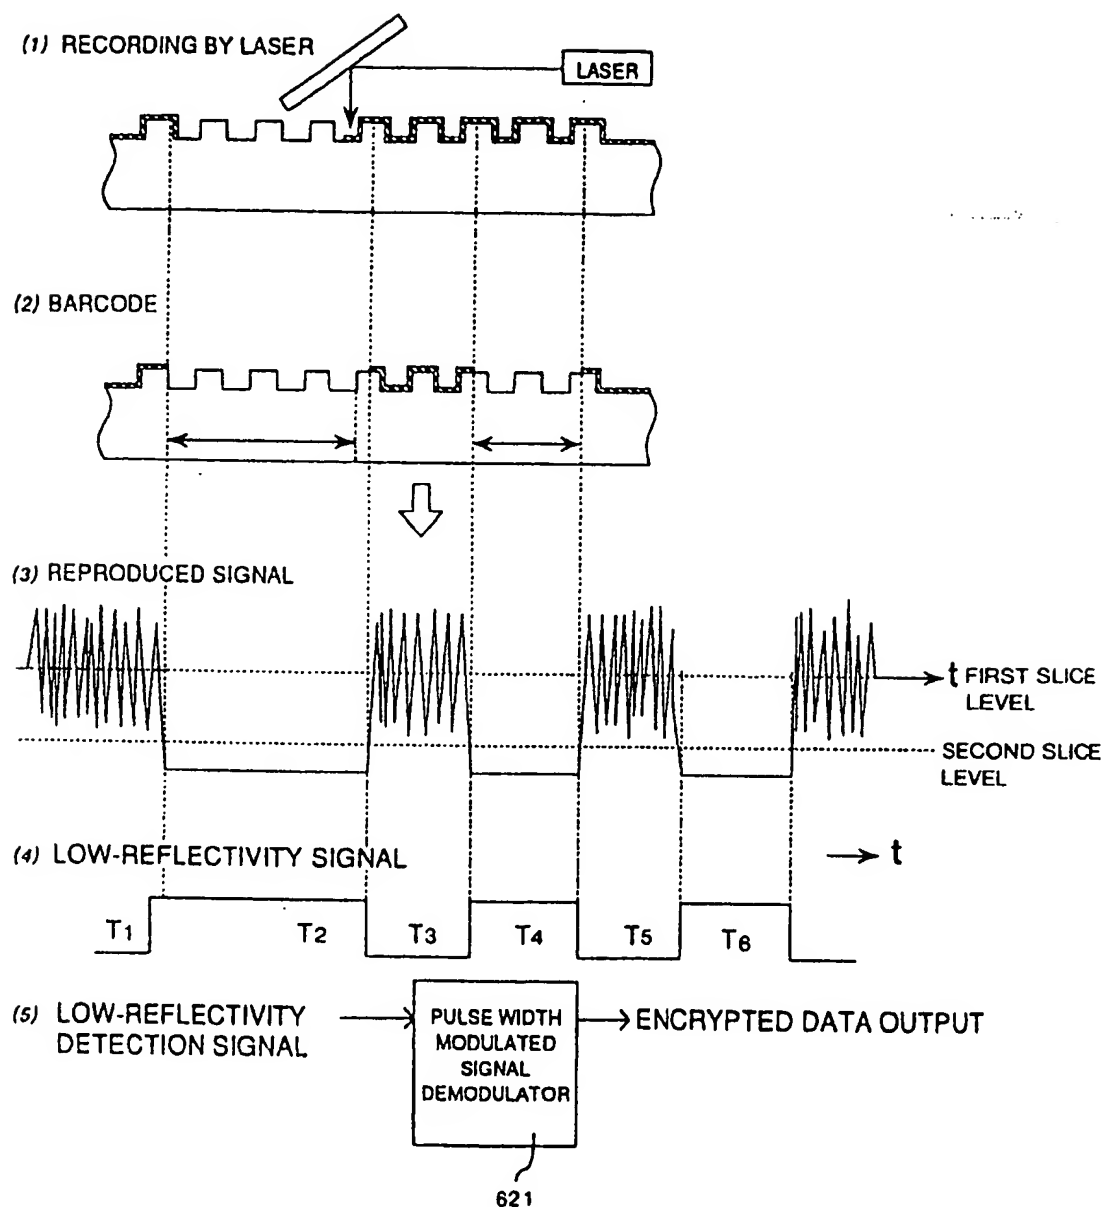 (1) RECORDING BY LASER
LASER
(2) BARCODE
(3) REPRODUCED SIGNAL
t FIRST SLICE
LEVEL
SECOND SLICE
LEVEL
(4) LOW-REFLECTIVITY SIGNAL
t
T1 T2 T3 T4 T5 T6
(5) LOW-REFLECTIVITY
DETECTION SIGNAL
PULSE WIDTH
MODULATED
SIGNAL
DEMODULATOR
ENCRYPTED DATA OUTPUT
621